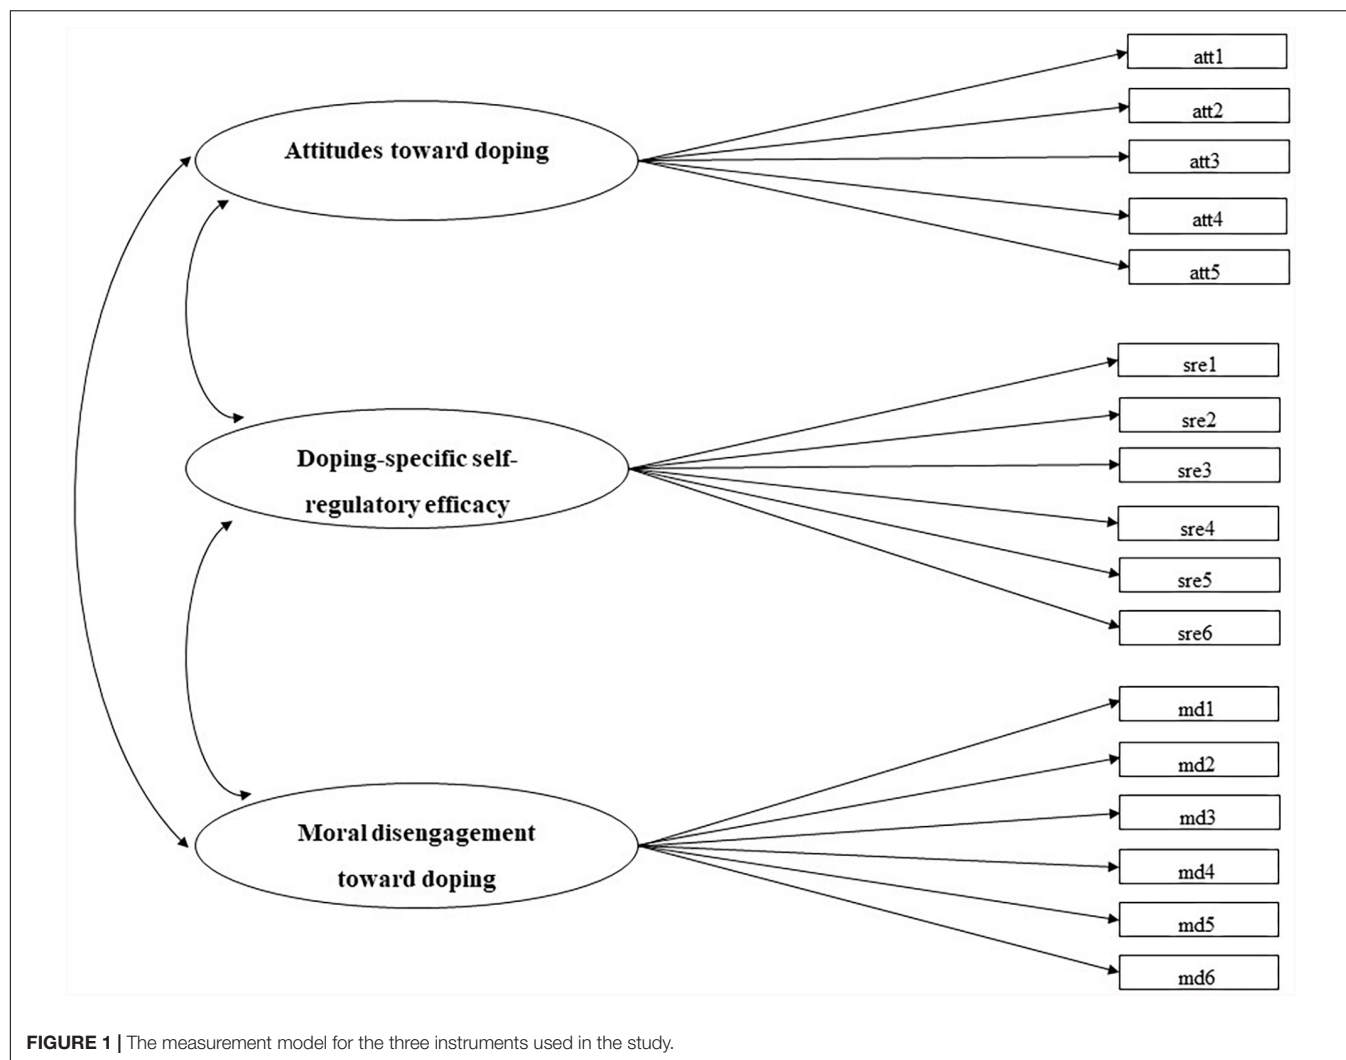 att1
att2
Attitudes toward doping
att3
att4
att5
sre1
sre2
Doping-specific self-
regulatory efficacy
sre3
sre4
sre5
sre6
md1
md2
md3
Moral disengagement
toward doping
md4
md5
md6
FIGURE 1 | The measurement model for the three instruments used in the study.